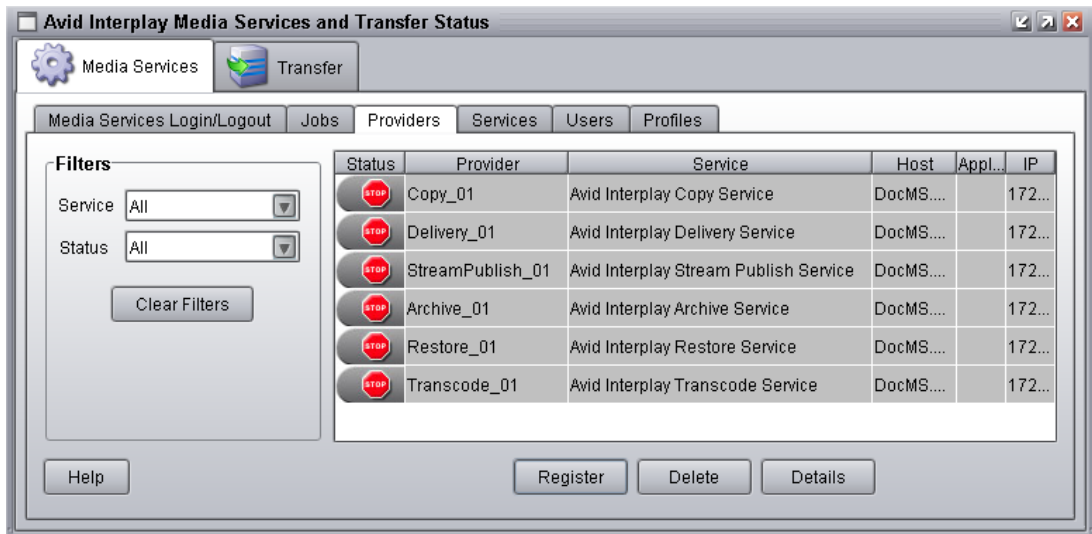 Avid Interplay Media Services and Transfer Status
Media Services Transfer
Media Services Login/Logout Jobs Providers Services Users Profiles
Filters
Service All
Status All
Clear Filters
Status Provider Service Host Appl... IP
STOP Copy_01 Avid Interplay Copy Service DocMS.... 172...
STOP Delivery_01 Avid Interplay Delivery Service DocMS.... 172...
STOP StreamPublish_01 Avid Interplay Stream Publish Service DocMS.... 172...
STOP Archive_01 Avid Interplay Archive Service DocMS.... 172...
STOP Restore_01 Avid Interplay Restore Service DocMS.... 172...
STOP Transcode_01 Avid Interplay Transcode Service DocMS.... 172...
Help Register Delete Details